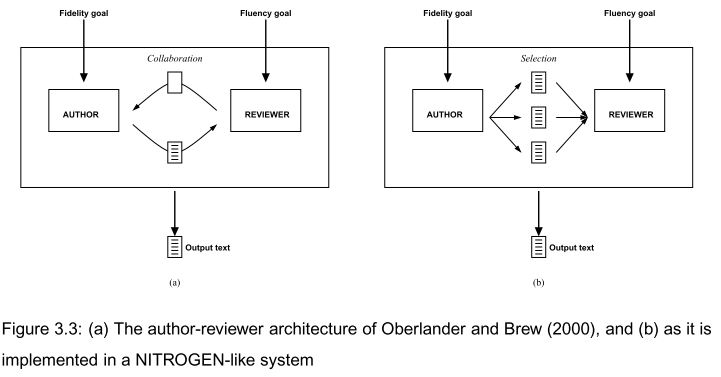 Fidelity goal
Fluency goal
Collaboration
AUTHOR
REVIEWER
Output text
(a)
Fidelity goal
Fluency goal
Selection
AUTHOR
REVIEWER
Output text
(b)
Figure 3.3: (a) The author-reviewer architecture of Oberlander and Brew (2000), and (b) as it is
implemented in a NITROGEN-like system